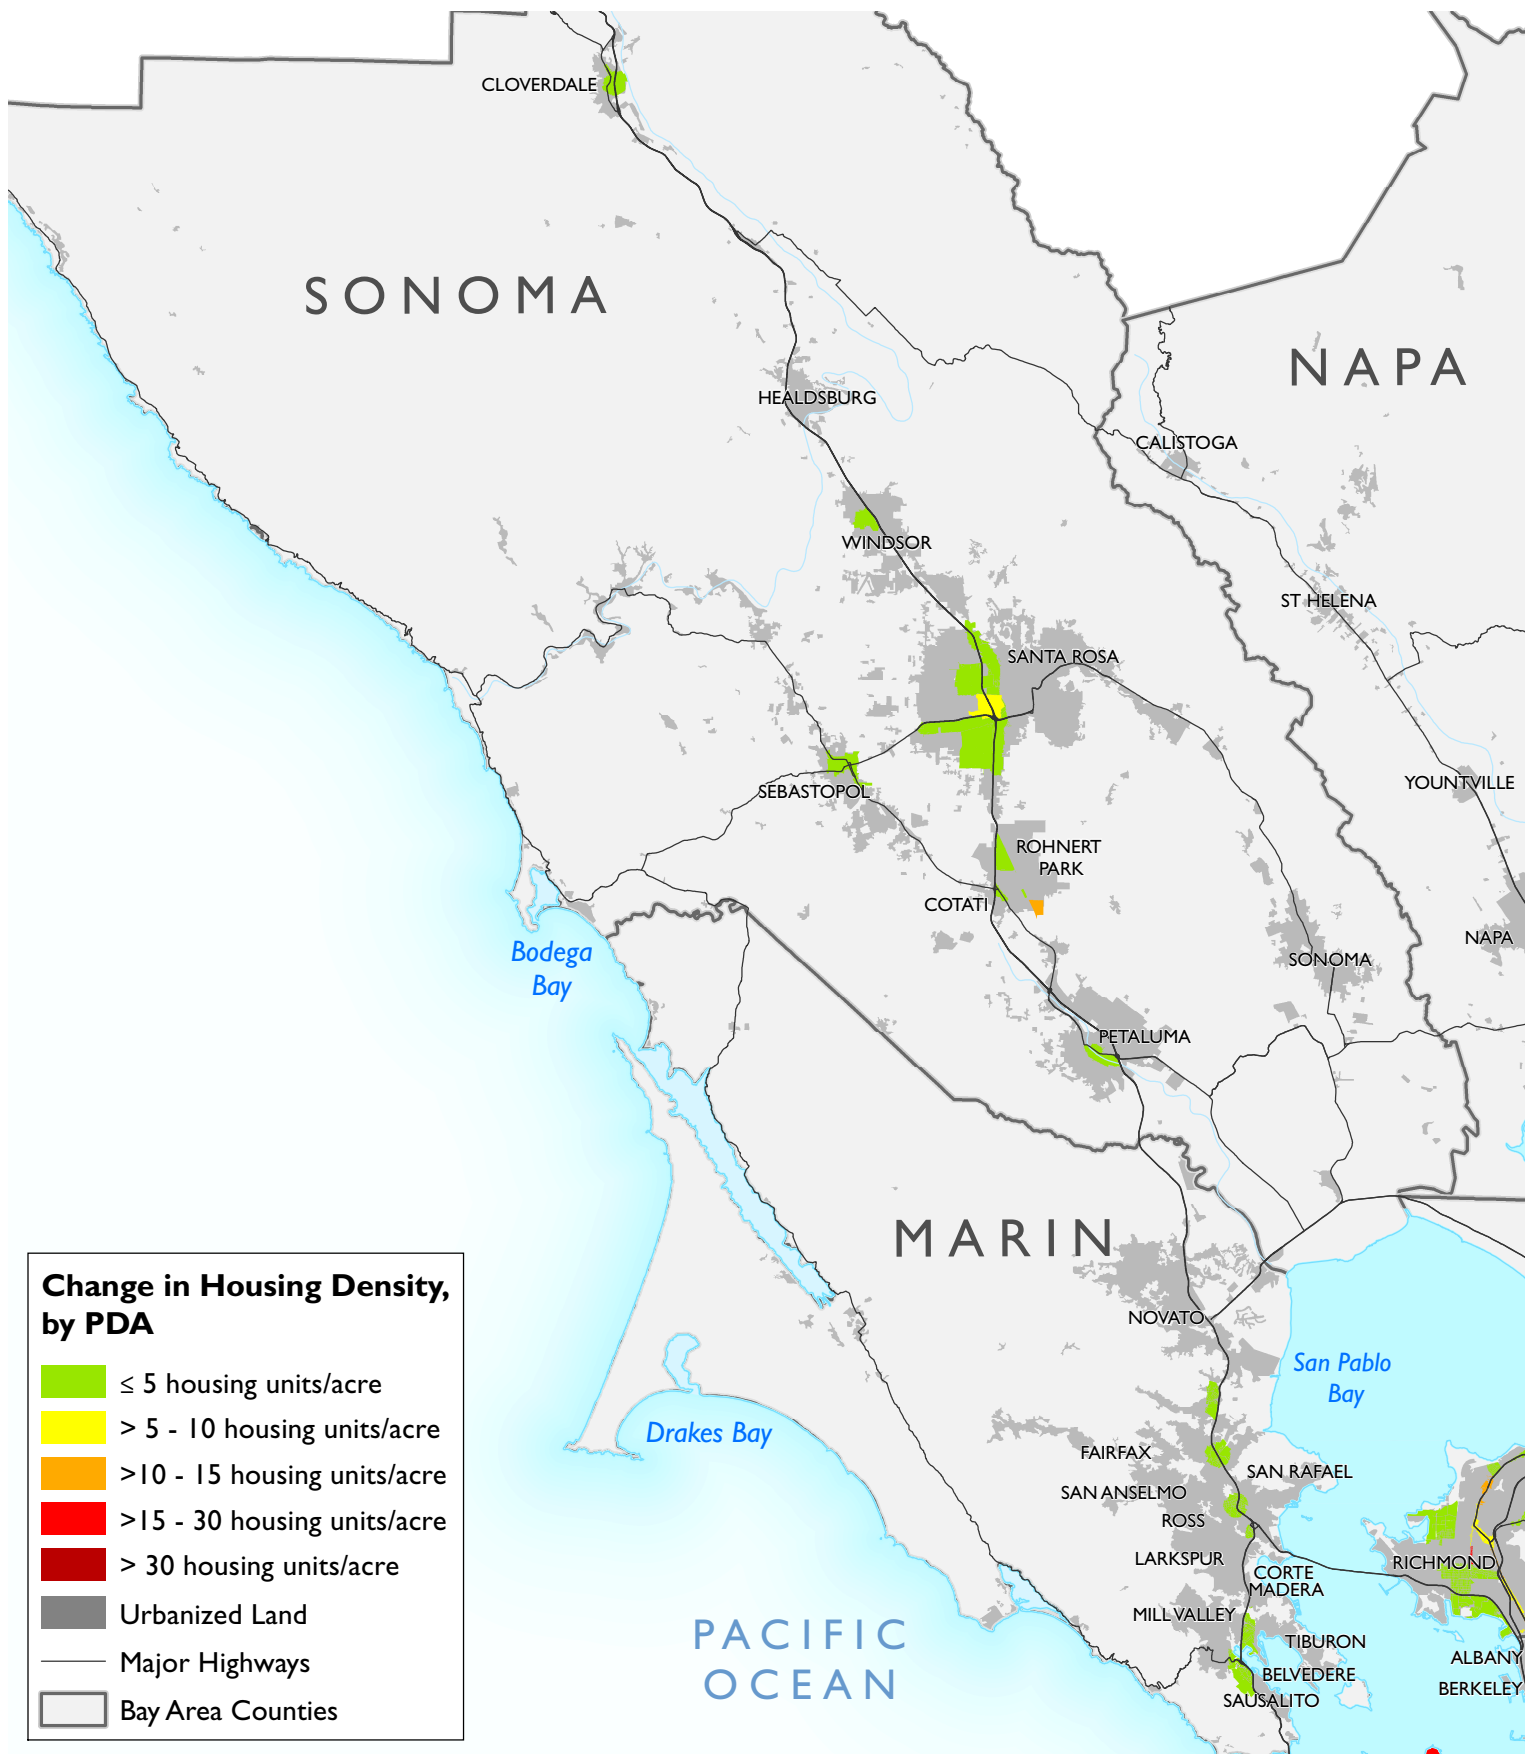 CLOVERDALE
SONOMA
NAPA
HEALDSBURG
CALISTOGA
WINDSOR
ST HELENA
SANTA ROSA
YOUNTVILLE
SEBASTOPOL
ROHNERT
PARK
COTATI
NAPA
Bodega
Bay
SONOMA
PETALUMA
MARIN
NOVATO
San Pablo
Bay
Drakes Bay
FAIRFAX
SAN RAFAEL
SAN ANSELMO
ROSS
LARKSPUR
RICHMOND
CORTE
MADERA
MILL VALLEY
PACIFIC
OCEAN
TIBURON
ALBANY
BELVEDERE
BERKELEY
SAUSALITO
Change in Housing Density,
by PDA
≤ 5 housing units/acre
> 5 - 10 housing units/acre
>10 - 15 housing units/acre
>15 - 30 housing units/acre
> 30 housing units/acre
Urbanized Land
Major Highways
Bay Area Counties